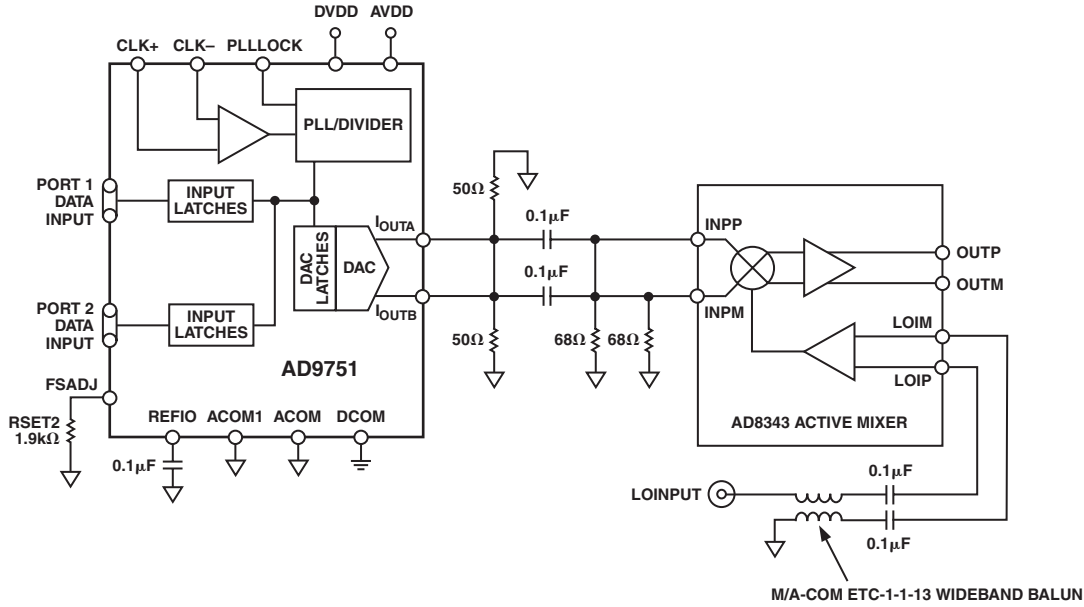 DVDD AVDD
CLK+ CLK– PLLLOCK
PLL/DIVIDER
PORT 1
DATA
INPUT
INPUT
LATCHES
50Ω
0.1μF
IOUTA
INPP
DAC
LATCHES
DAC
0.1μF
OUTP
OUTM
PORT 2
DATA
INPUT
INPUT
LATCHES
IOUTB
INPM
LOIM
50Ω
68Ω 68Ω
AD9751
LOIP
FSADJ
RSET2
1.9kΩ
REFIO ACOM1 ACOM DCOM
AD8343 ACTIVE MIXER
0.1μF
0.1μF
LOINPUT
0.1μF
M/A-COM ETC-1-1-13 WIDEBAND BALUN